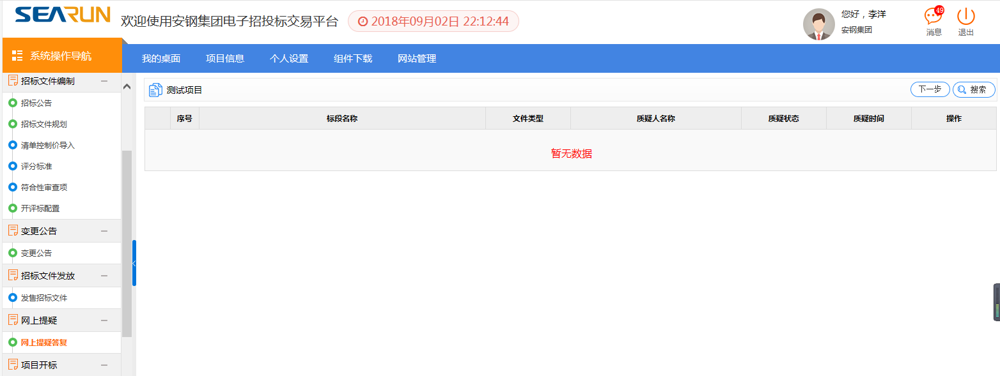 SEARUN
欢迎使用安钢集团电子招投标交易平台
2018年09月02日 22:12:44
您好，李洋
安钢集团
49
消息
退出
系统操作导航
我的桌面 项目信息 个人设置 组件下载 网站管理
招标文件编制
招标公告
招标文件规划
清单控制价导入
评分标准
符合性审查项
开评标配置
变更公告
变更公告
招标文件发放
发售招标文件
网上提疑
网上提疑答复
项目开标
测试项目
下一步 搜索
序号 标段名称 文件类型 质疑人名称 质疑状态 质疑时间 操作
暂无数据